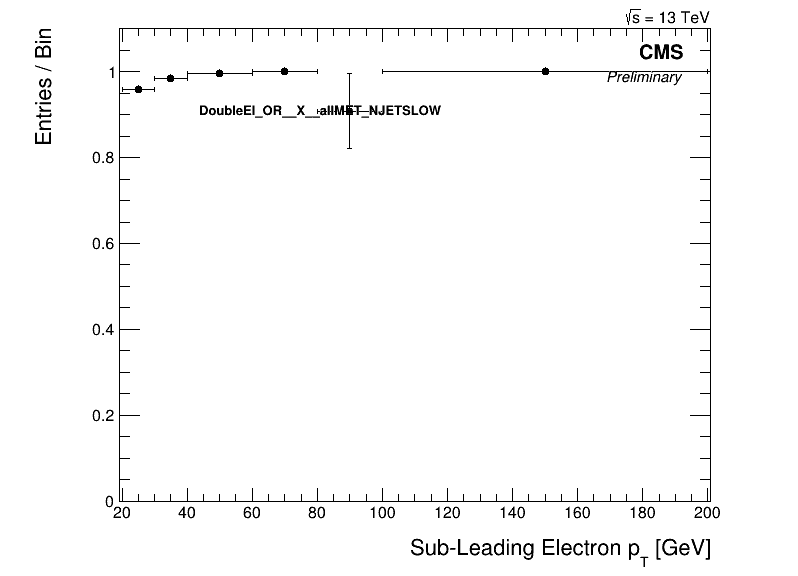 √s = 13 TeV
CMS
Preliminary
Entries / Bin
DoubleEl_OR__X__allMET_NJETSLOW
1
0.8
0.6
0.4
0.2
0
20 40 60 80 100 120 140 160 180 200
Sub-Leading Electron pT [GeV]